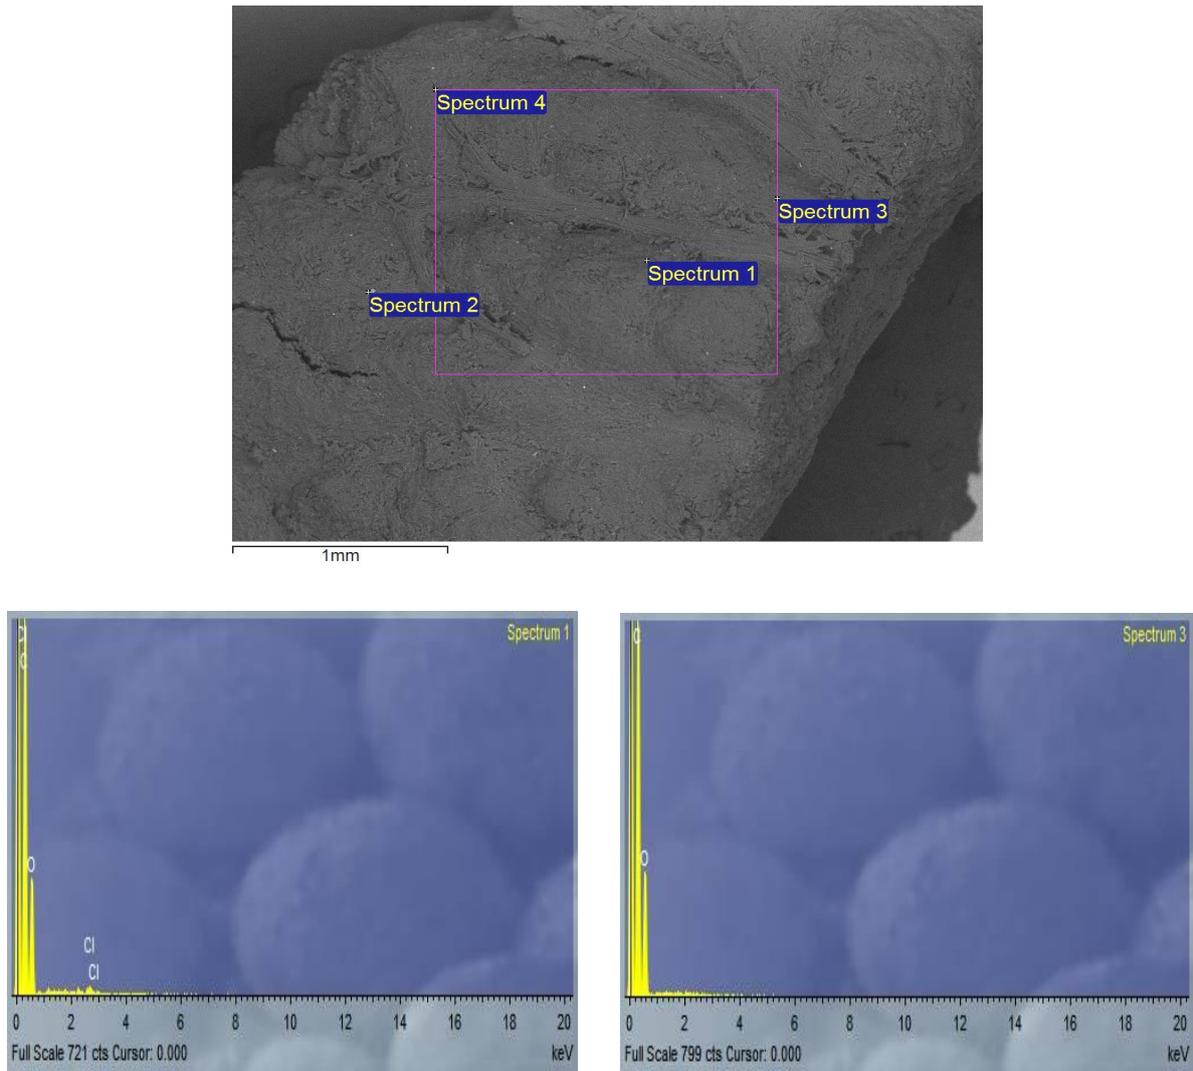 Spectrum 4
Spectrum 3
Spectrum 1
Spectrum 2
1mm
Spectrum 1
Cl
C
O
Cl
Cl
0 2 4 6 8 10 12 14 16 18 20
Full Scale 721 cts Cursor: 0.000 keV
Spectrum 3
C
O
0 2 4 6 8 10 12 14 16 18 20
Full Scale 799 cts Cursor: 0.000 keV